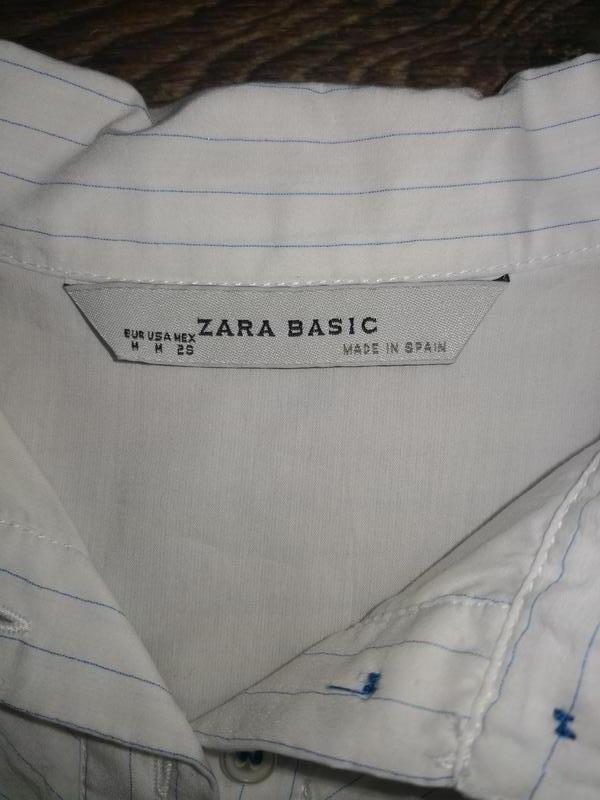 ZARA BASIC
EUR USA MEX
M M 28
MADE IN SPAIN